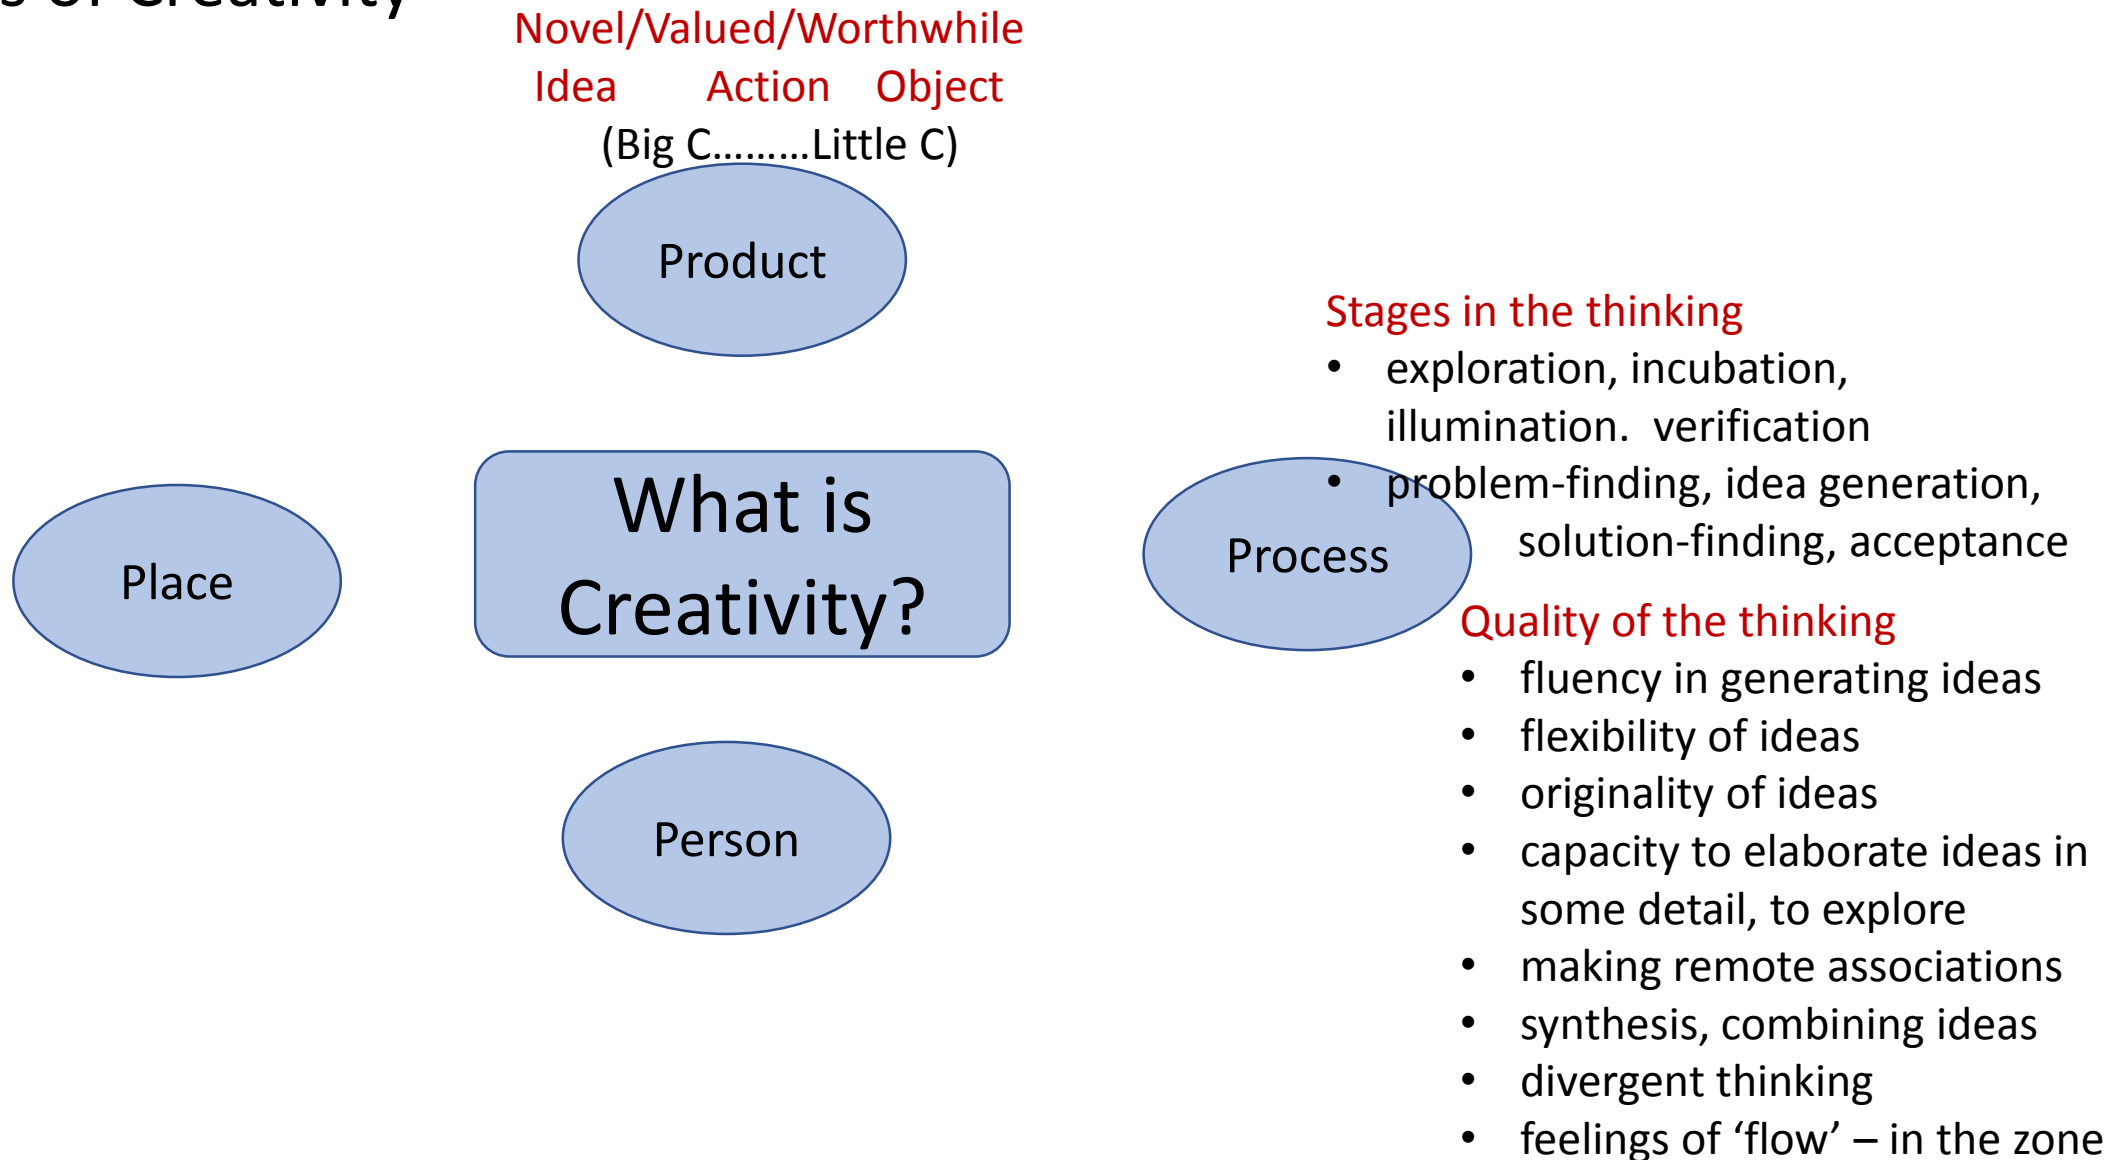 s of Creativity
Novel/Valued/Worthwhile
Idea Action Object
(Big C.........Little C)
Product
Stages in the thinking
• exploration, incubation,
illumination. verification
• problem-finding, idea generation,
solution-finding, acceptance
What is
Creativity?
Process
Place
Quality of the thinking
• fluency in generating ideas
• flexibility of ideas
• originality of ideas
• capacity to elaborate ideas in
some detail, to explore
• making remote associations
• synthesis, combining ideas
• divergent thinking
• feelings of ‘flow’ – in the zone
Person